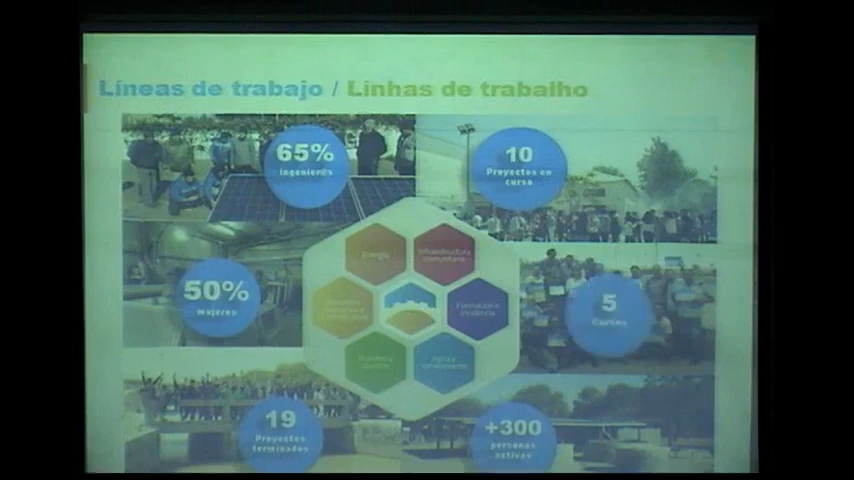 Líneas de trabajo / Linhas de trabalho
65%
Ingenieros
10
Proyectos en
curso
Energía
Infraestructura
comunitaria
50%
mujeres
Formación e
incidencia
5
Agua y
saneamiento
19
Proyectos
terminados
+300
personas
activas